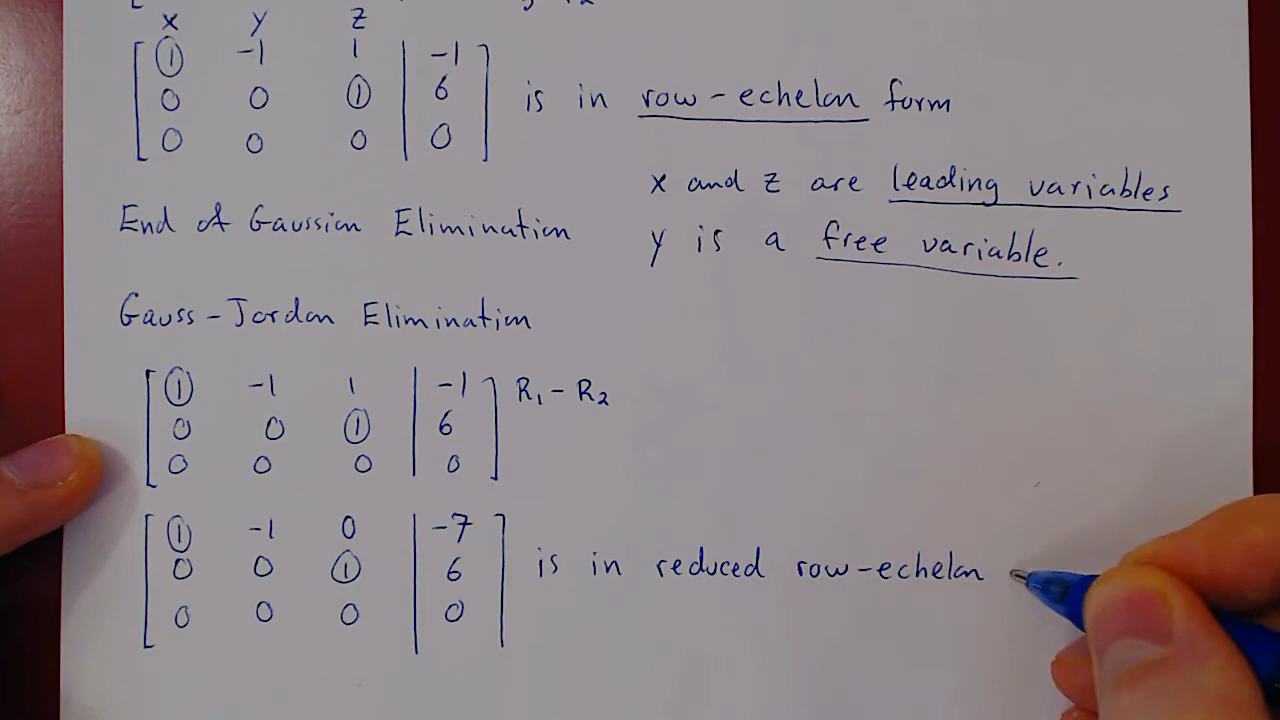 x y z
[ 1 -1 1 | -1 ]
[ 0 0 1 | 6 ] is in row-echelon form
[ 0 0 0 | 0 ]
x and z are leading variables
End of Gaussian Elimination
y is a free variable.
Gauss-Jordan Elimination
[ 1 -1 1 | -1 ] R₁ - R₂
[ 0 0 1 | 6 ]
[ 0 0 0 | 0 ]
[ 1 -1 0 | -7 ]
[ 0 0 1 | 6 ] is in reduced row-echelon
[ 0 0 0 | 0 ]